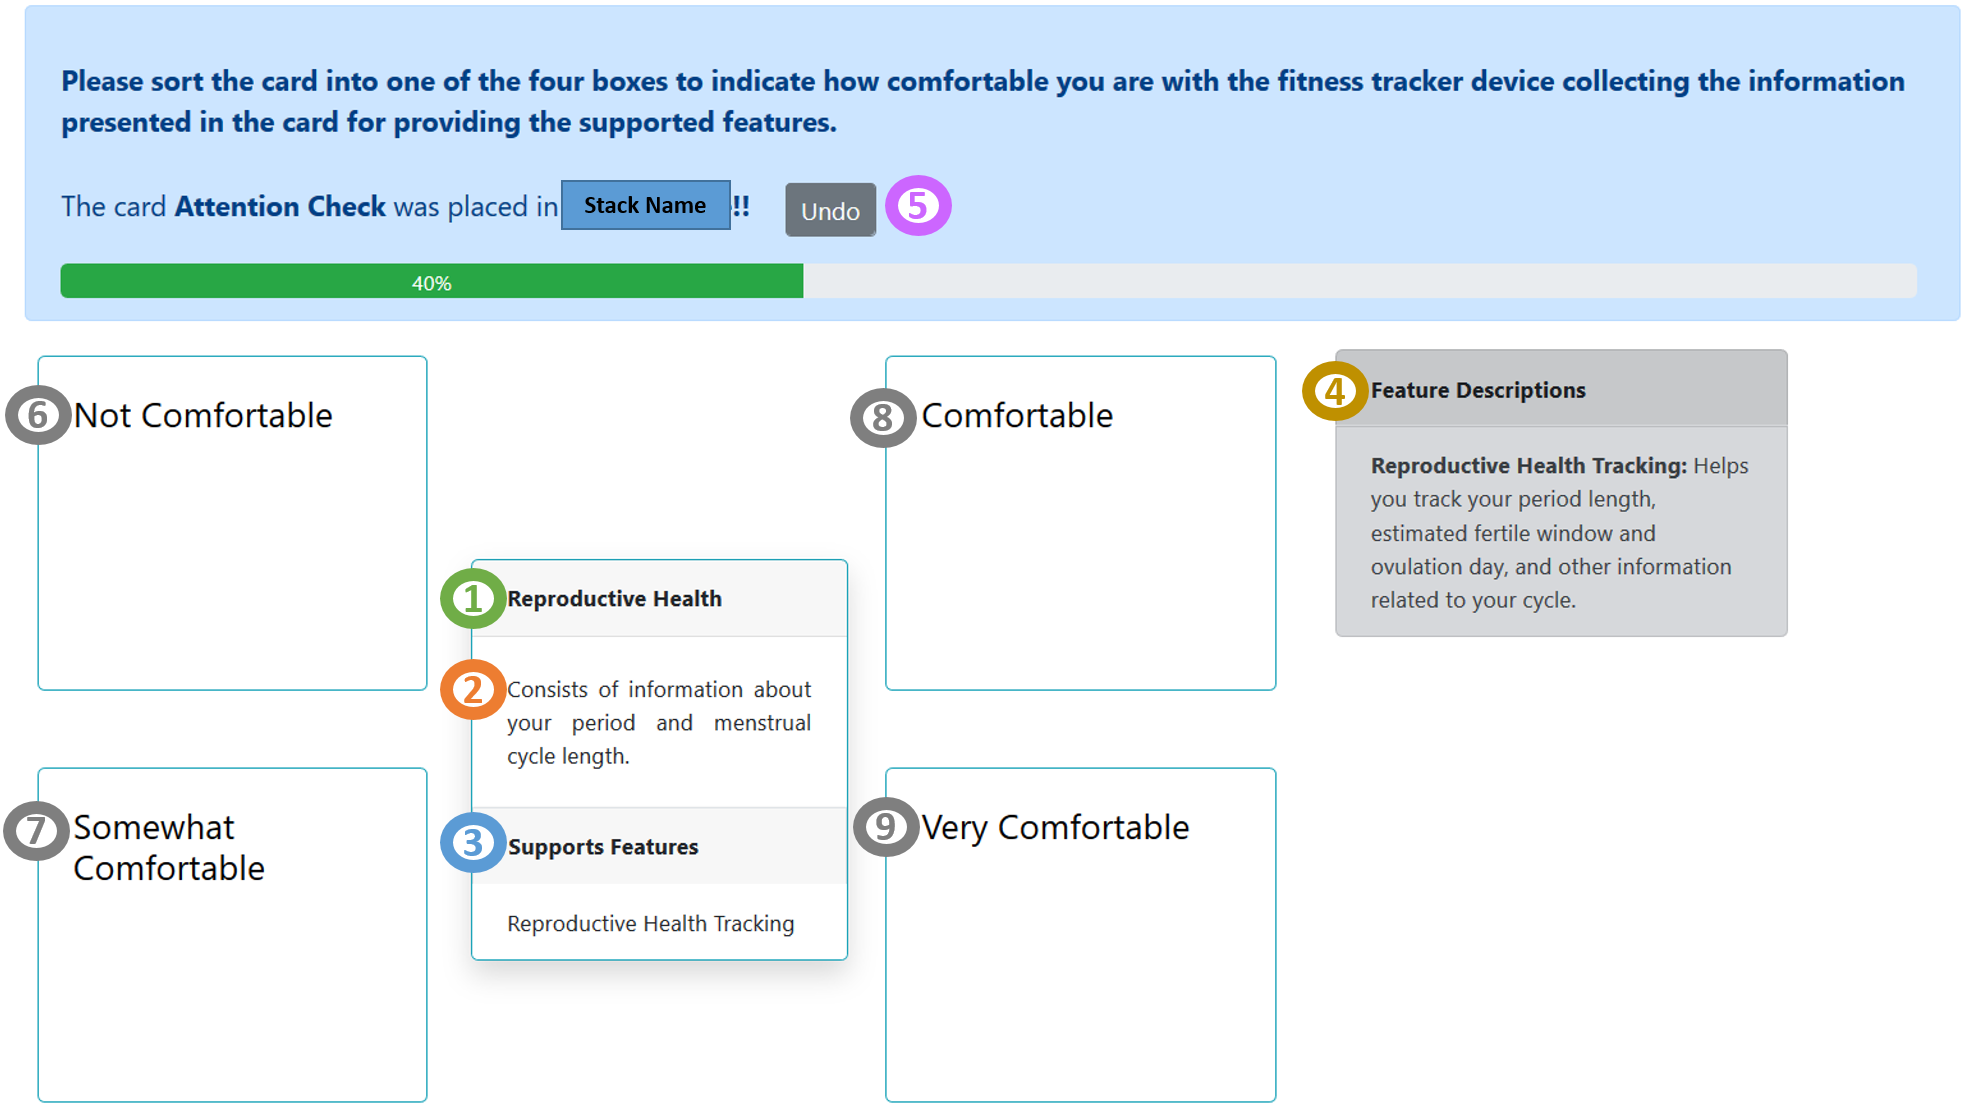 Please sort the card into one of the four boxes to indicate how comfortable you are with the fitness tracker device collecting the information
presented in the card for providing the supported features.
The card Attention Check was placed in Stack Name !! Undo 5
40%
6 Not Comfortable
8 Comfortable
4 Feature Descriptions
Reproductive Health Tracking: Helps
you track your period length,
estimated fertile window and
ovulation day, and other information
related to your cycle.
1 Reproductive Health
2 Consists of information about
your period and menstrual
cycle length.
3 Supports Features
Reproductive Health Tracking
7 Somewhat
Comfortable
9 Very Comfortable